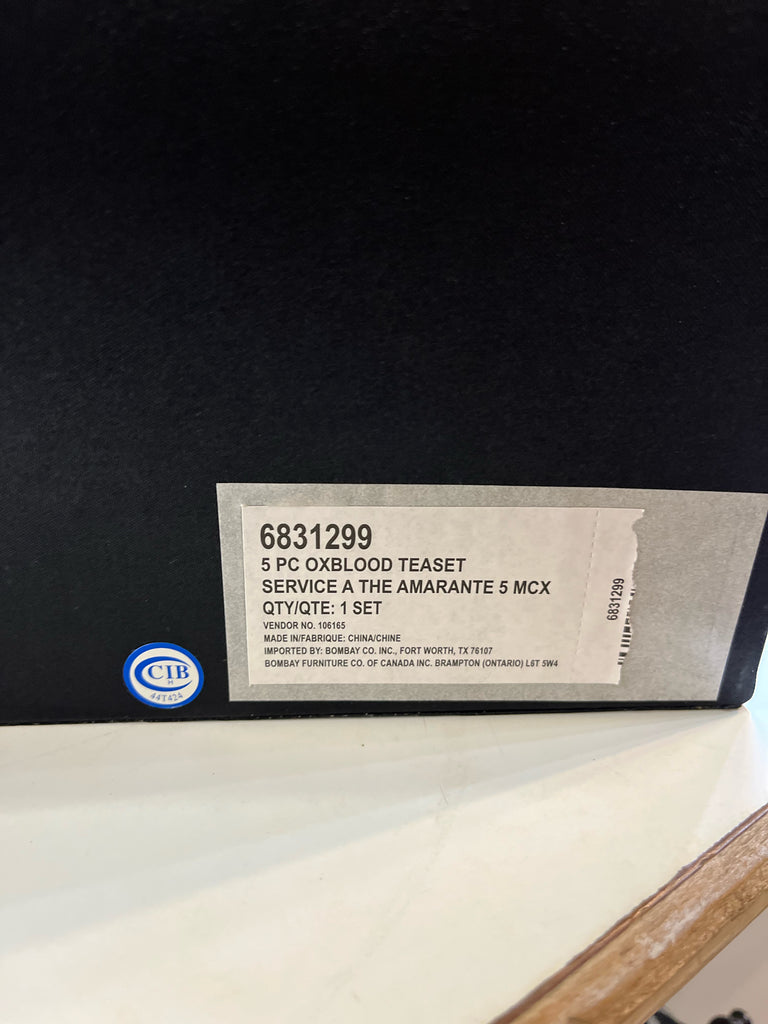 6831299
5 PC OXBLOOD TEASET
SERVICE A THE AMARANTE 5 MCX
QTY/QTE: 1 SET
VENDOR NO. 106165
MADE IN/FABRIQUE: CHINA/CHINE
IMPORTED BY: BOMBAY CO. INC., FORT WORTH, TX 76107
BOMBAY FURNITURE CO. OF CANADA INC. BRAMPTON (ONTARIO) L6T 5W4
6831299
CIB
H
44T424